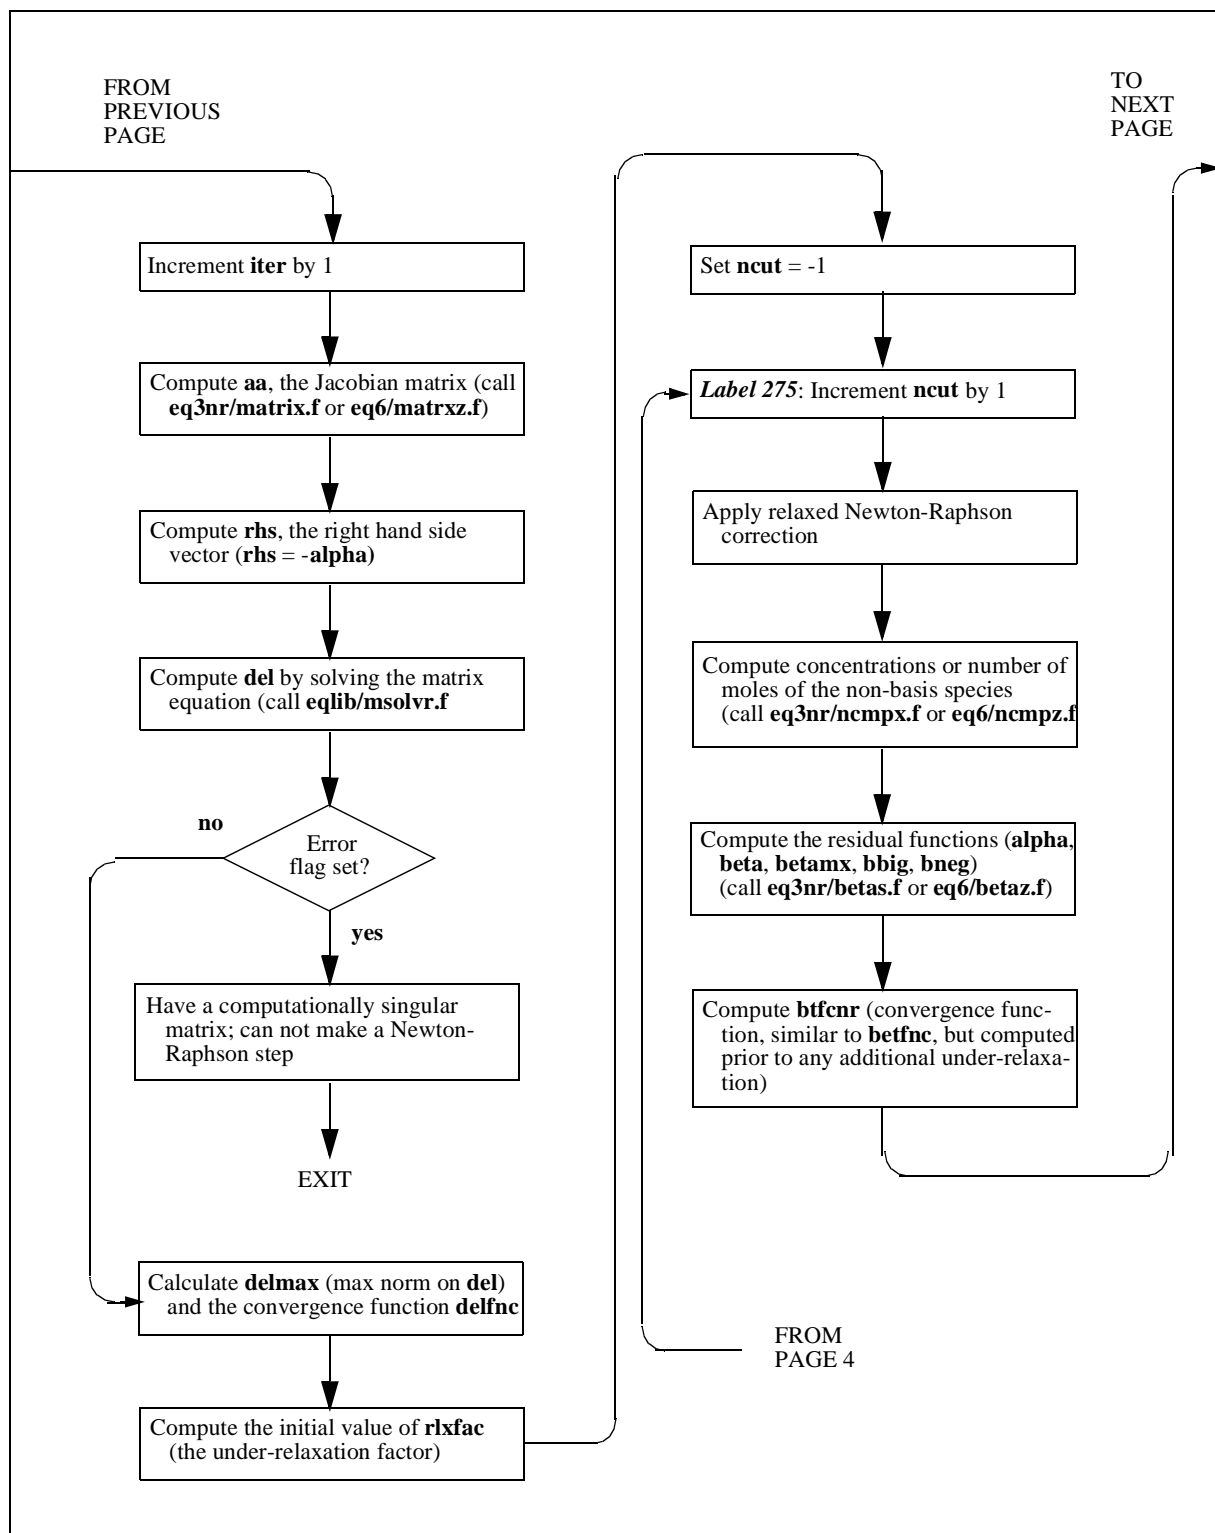 FROM
PREVIOUS
PAGE
Increment iter by 1
Compute aa, the Jacobian matrix (call
eq3nr/matrix.f or eq6/matrxz.f)
Compute rhs, the right hand side
vector (rhs = -alpha)
Compute del by solving the matrix
equation (call eqlib/msolvr.f
no
Error
flag set?
yes
Have a computationally singular
matrix; can not make a Newton-
Raphson step
EXIT
Calculate delmax (max norm on del)
and the convergence function delfnc
Compute the initial value of rlxfac
(the under-relaxation factor)
Set ncut = -1
Label 275: Increment ncut by 1
Apply relaxed Newton-Raphson
correction
Compute concentrations or number of
moles of the non-basis species
(call eq3nr/ncmpx.f or eq6/ncmpz.f
Compute the residual functions (alpha,
beta, betamx, bbig, bneg)
(call eq3nr/betas.f or eq6/betaz.f)
Compute btfcnr (convergence func-
tion, similar to betfnc, but computed
prior to any additional under-relaxa-
tion)
FROM
PAGE 4
TO
NEXT
PAGE